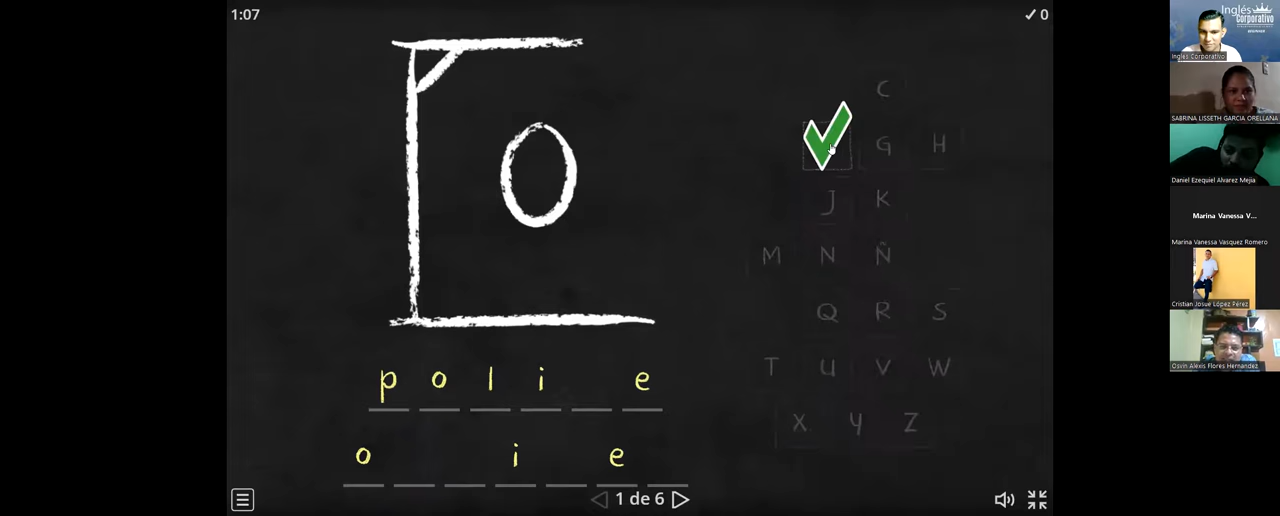 1:07
✓ 0
C
G H
J K
M N Ñ
Q R S
T U V W
X Y Z
p o l i _ e
o _ _ i _ e _
1 de 6
Inglés
Corporativo
BEGINNER
Inglés Corporativo
SABRINA LISSETH GARCIA ORELLANA
Daniel Ezequiel Alvarez Mejia
Marina Vanessa V...
Marina Vanessa Vasquez Romero
Cristian Josue López Pérez
Osvin Alexis Flores Hernandez